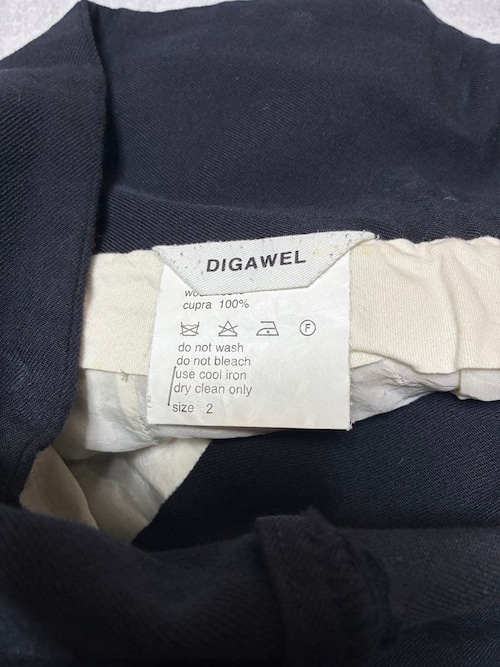 DIGAWEL
cupra 100%
F
do not wash
do not bleach
use cool iron
dry clean only
size 2